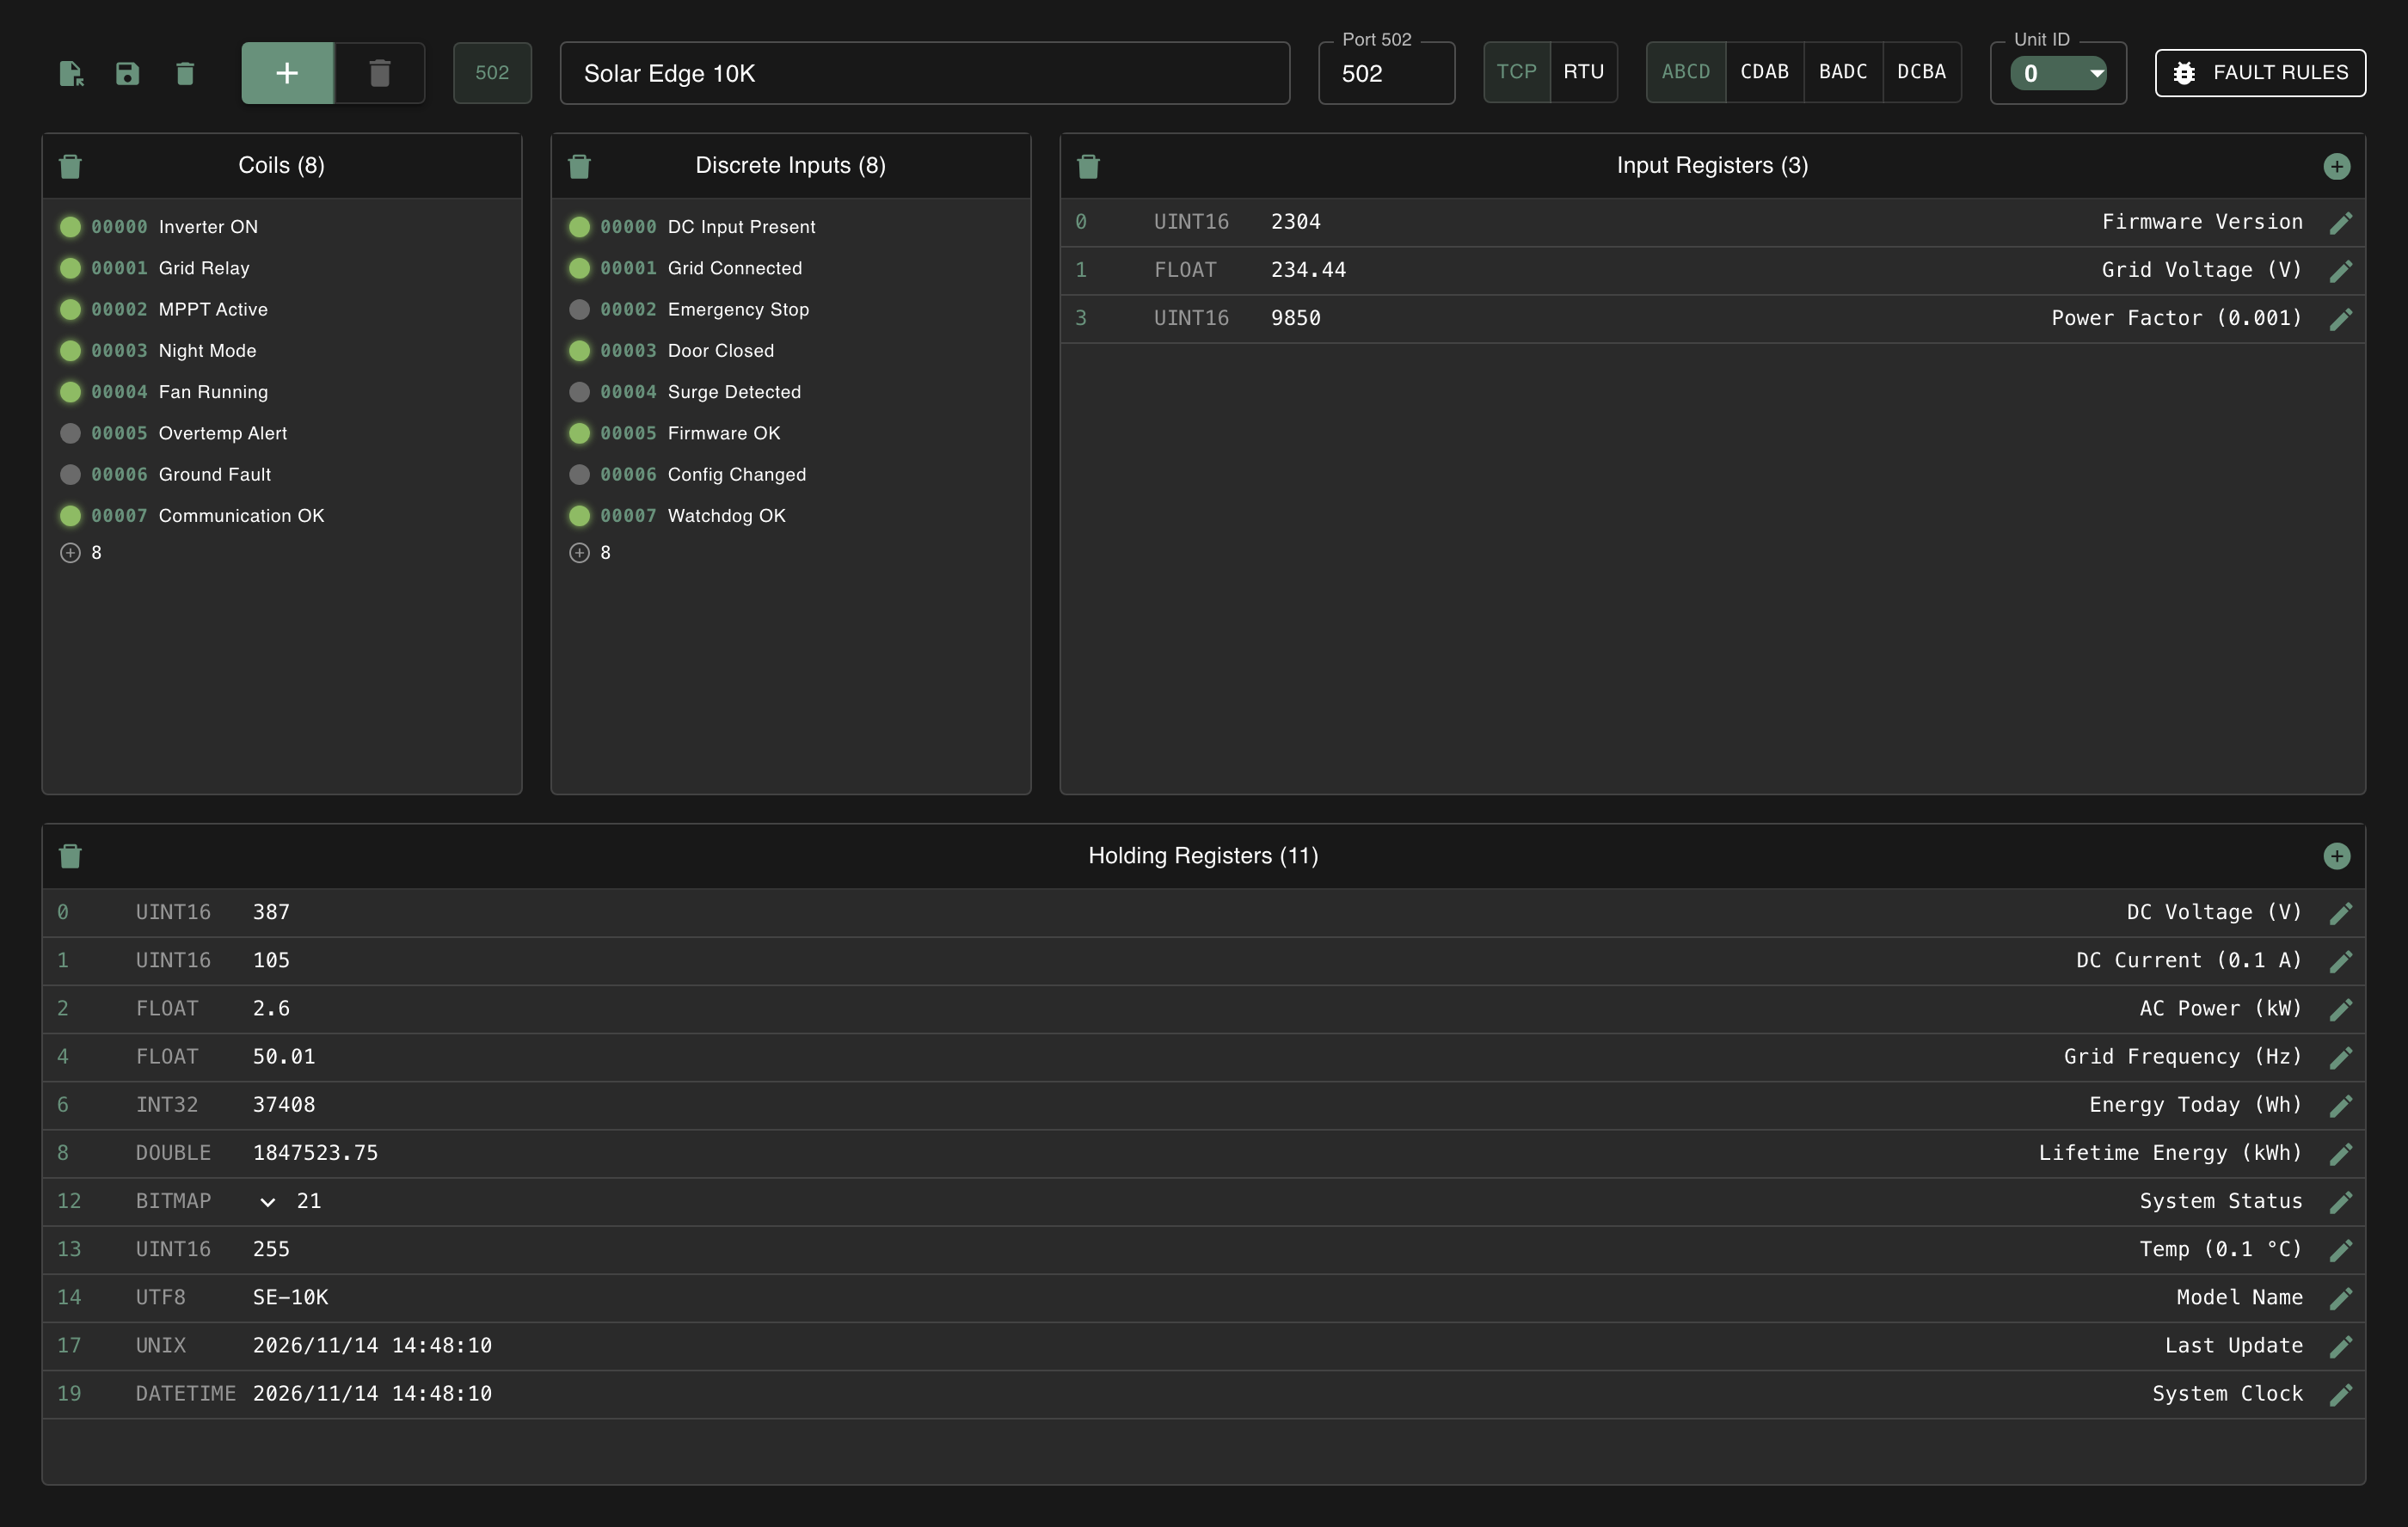 502 Solar Edge 10K Port 502 502 TCP RTU ABCD CDAB BADC DCBA Unit ID 0 FAULT RULES
Coils (8)
00000 Inverter ON
00001 Grid Relay
00002 MPPT Active
00003 Night Mode
00004 Fan Running
00005 Overtemp Alert
00006 Ground Fault
00007 Communication OK
8
Discrete Inputs (8)
00000 DC Input Present
00001 Grid Connected
00002 Emergency Stop
00003 Door Closed
00004 Surge Detected
00005 Firmware OK
00006 Config Changed
00007 Watchdog OK
8
Input Registers (3)
0 UINT16 2304 Firmware Version
1 FLOAT 234.44 Grid Voltage (V)
3 UINT16 9850 Power Factor (0.001)
Holding Registers (11)
0 UINT16 387 DC Voltage (V)
1 UINT16 105 DC Current (0.1 A)
2 FLOAT 2.6 AC Power (kW)
4 FLOAT 50.01 Grid Frequency (Hz)
6 INT32 37408 Energy Today (Wh)
8 DOUBLE 1847523.75 Lifetime Energy (kWh)
12 BITMAP 21 System Status
13 UINT16 255 Temp (0.1 °C)
14 UTF8 SE-10K Model Name
17 UNIX 2026/11/14 14:48:10 Last Update
19 DATETIME 2026/11/14 14:48:10 System Clock